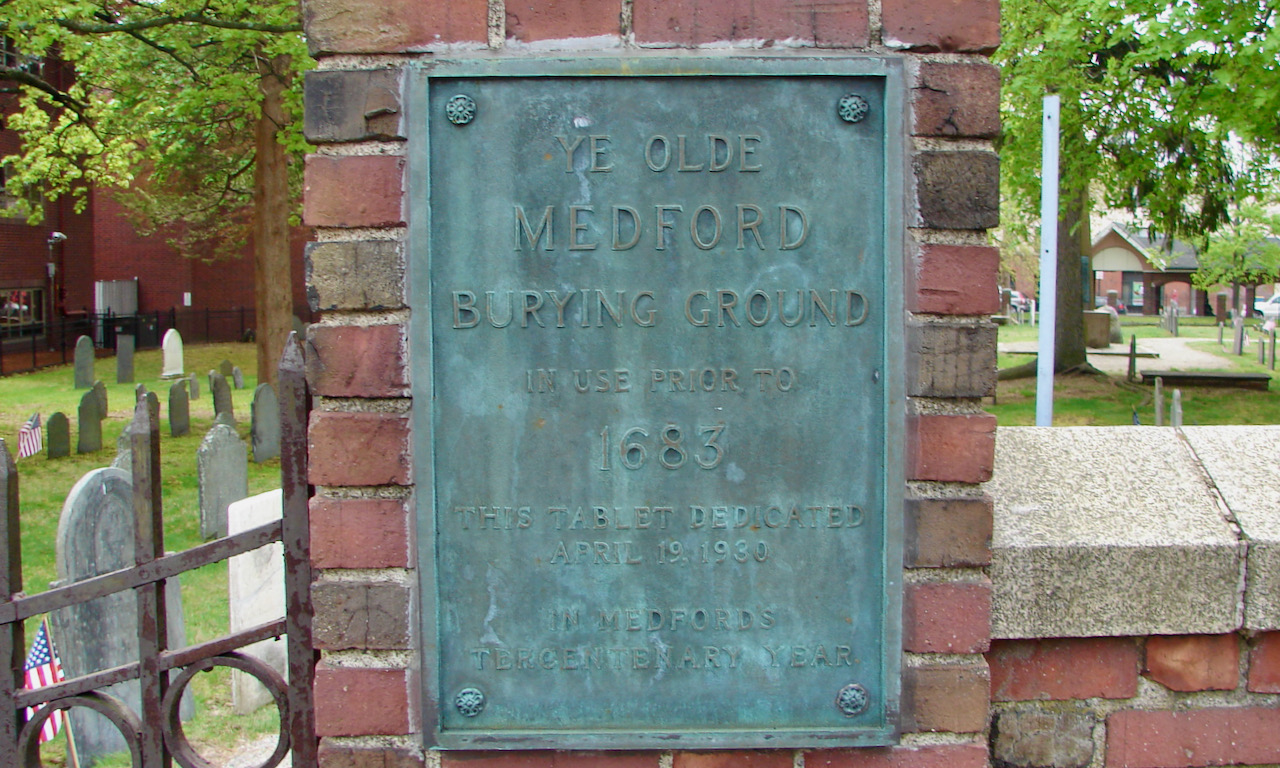 YE OLDE
MEDFORD
BURYING GROUND
IN USE PRIOR TO
1683
THIS TABLET DEDICATED
APRIL 19, 1930
IN MEDFORDS
TERCENTENARY YEAR